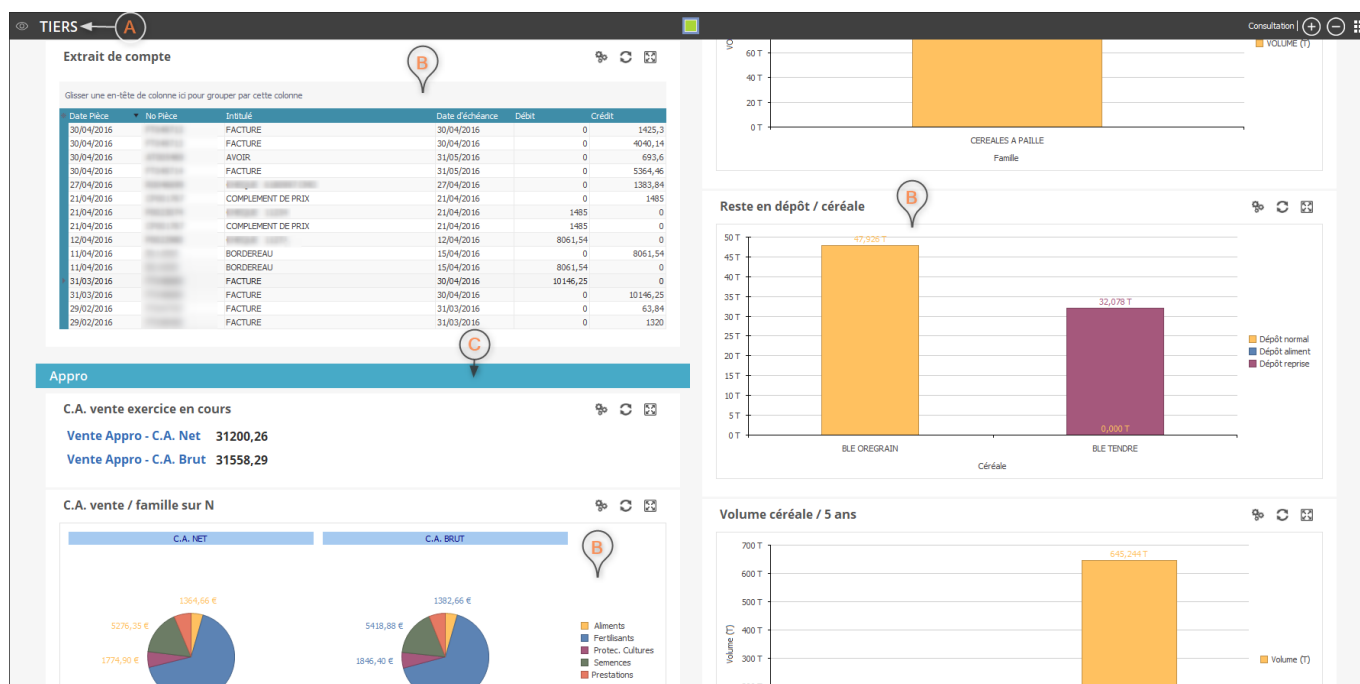 TIERS A
Consultation
Extrait de compte
B
Glisser une en-tête de colonne ici pour grouper par cette colonne
Date Pièce No Pièce Intitulé Date d'échéance Débit Crédit
30/04/2016 FACTURE 30/04/2016 0 1425,3
30/04/2016 FACTURE 30/04/2016 0 4040,14
30/04/2016 AVOIR 31/05/2016 0 693,6
30/04/2016 FACTURE 31/05/2016 0 5364,46
27/04/2016 27/04/2016 0 1383,84
21/04/2016 COMPLEMENT DE PRIX 21/04/2016 0 1485
21/04/2016 21/04/2016 1485 0
21/04/2016 COMPLEMENT DE PRIX 21/04/2016 1485 0
12/04/2016 12/04/2016 8061,54 0
11/04/2016 BORDEREAU 15/04/2016 0 8061,54
11/04/2016 BORDEREAU 15/04/2016 8061,54 0
31/03/2016 FACTURE 30/04/2016 10146,25 0
31/03/2016 FACTURE 30/04/2016 0 10146,25
29/02/2016 FACTURE 31/03/2016 0 63,84
29/02/2016 FACTURE 31/03/2016 0 1320
C
Appro
C.A. vente exercice en cours
Vente Appro - C.A. Net 31200,26
Vente Appro - C.A. Brut 31558,29
C.A. vente / famille sur N
C.A. NET C.A. BRUT
B
1364,66 € 1382,66 €
5276,35 € 5418,88 €
1774,90 € 1846,40 €
Aliments
Fertilisants
Protec. Cultures
Semences
Prestations
VOLUME (T)
60 T
40 T
20 T
0 T
CEREALES A PAILLE
Famille
Reste en dépôt / céréale
B
50 T
45 T
40 T
35 T
30 T
25 T
20 T
15 T
10 T
5 T
0 T
47,928 T
32,078 T
0,000 T
Dépôt normal
Dépôt aliment
Dépôt reprise
BLE OREGRAIN BLE TENDRE
Céréale
Volume céréale / 5 ans
700 T
600 T
500 T
400 T
300 T
645,244 T
Volume (T)
Volume (T)